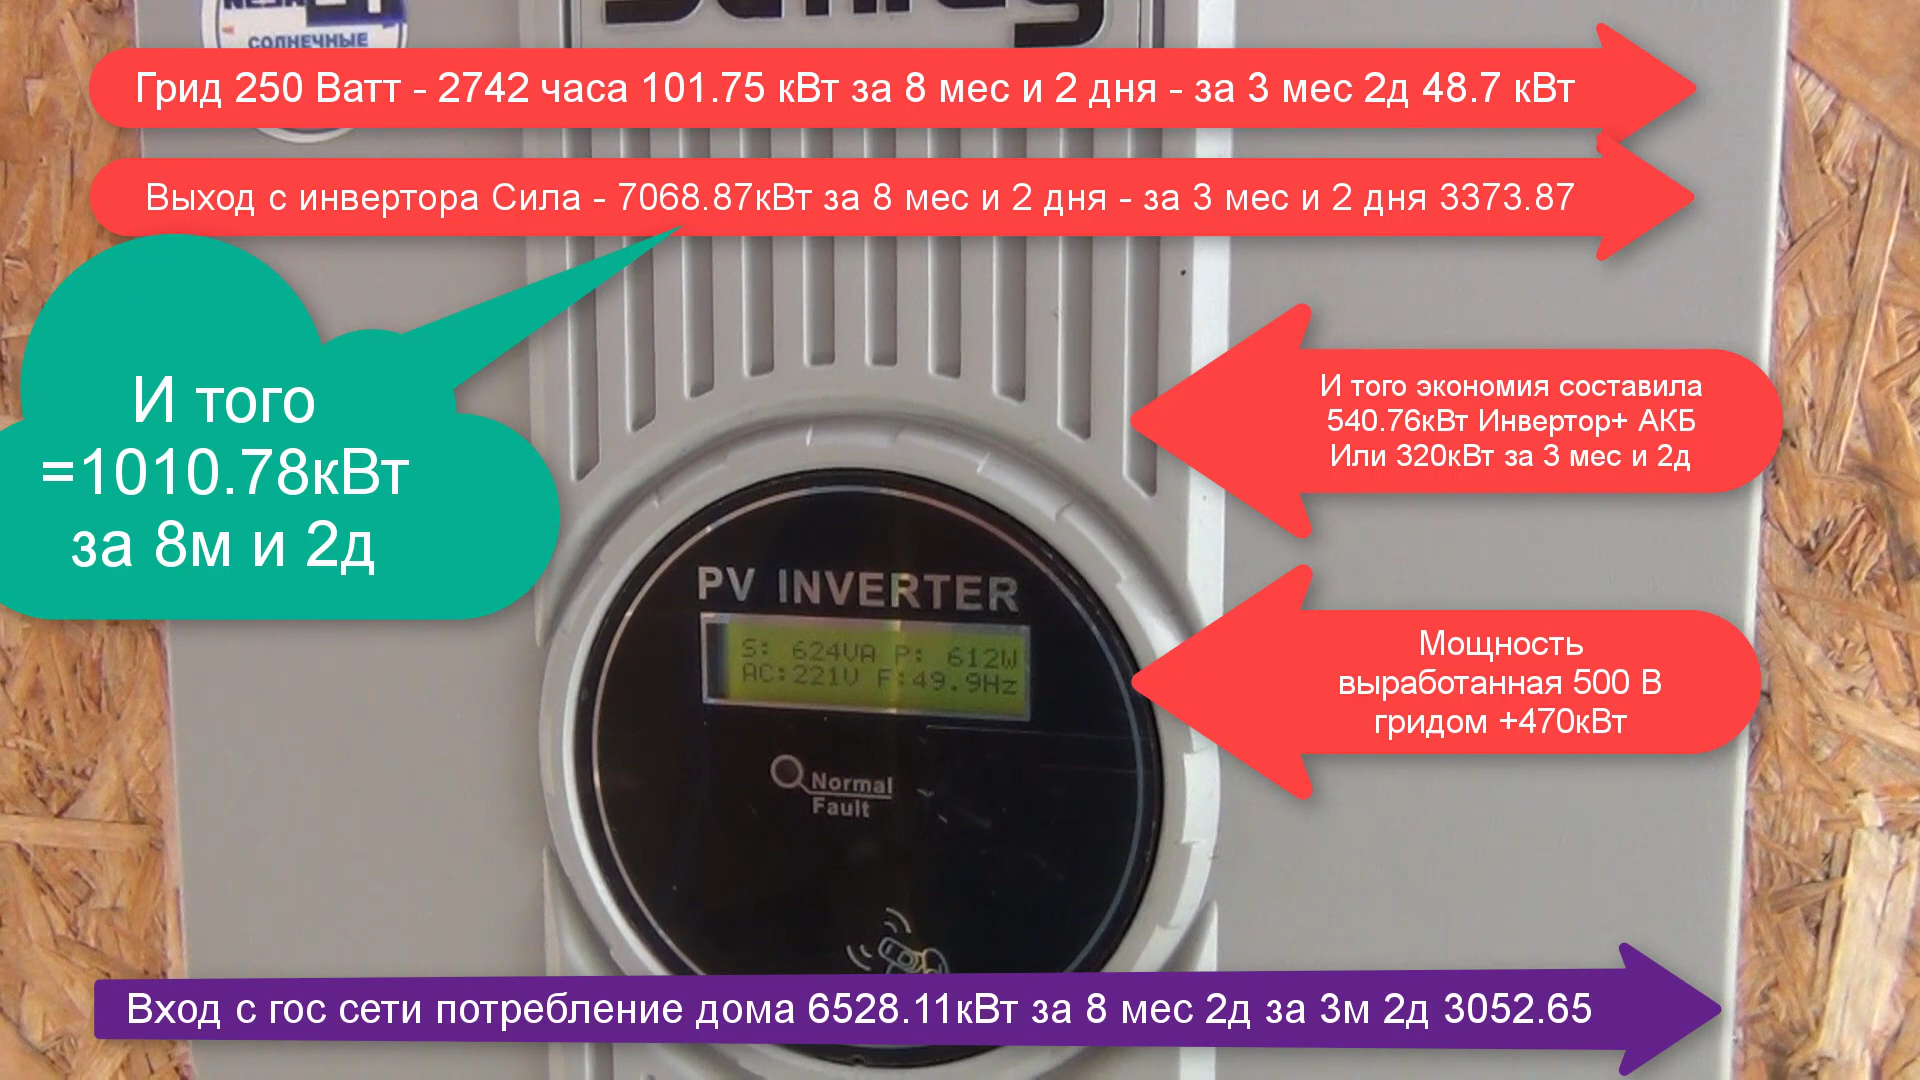 СОЛНЕЧНЫЕ
Грид 250 Ватт - 2742 часа 101.75 кВт за 8 мес и 2 дня - за 3 мес 2д 48.7 кВт
Выход с инвертора Сила - 7068.87кВт за 8 мес и 2 дня - за 3 мес и 2 дня 3373.87
И того
=1010.78кВт
за 8м и 2д
И того экономия составила
540.76кВт Инвертор+ АКБ
Или 320кВт за 3 мес и 2д
PV INVERTER
S: 624VA P: 612W
AC:221V F:49.9Hz
Мощность
выработанная 500 В
гридом +470кВт
Normal
Fault
Вход с гос сети потребление дома 6528.11кВт за 8 мес 2д за 3м 2д 3052.65